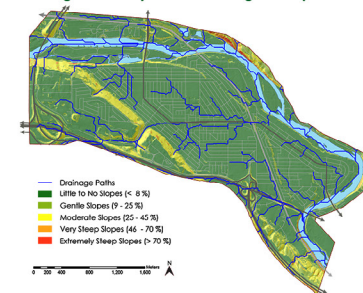 Drainage Paths
Little to No Slopes (< 8 %)
Gentle Slopes (9 - 25 %)
Moderate Slopes (25 - 45 %)
Very Steep Slopes (46 - 70 %)
Extremely Steep Slopes (> 70 %)
Meters
0 200 400 800 1,200 1,600
N